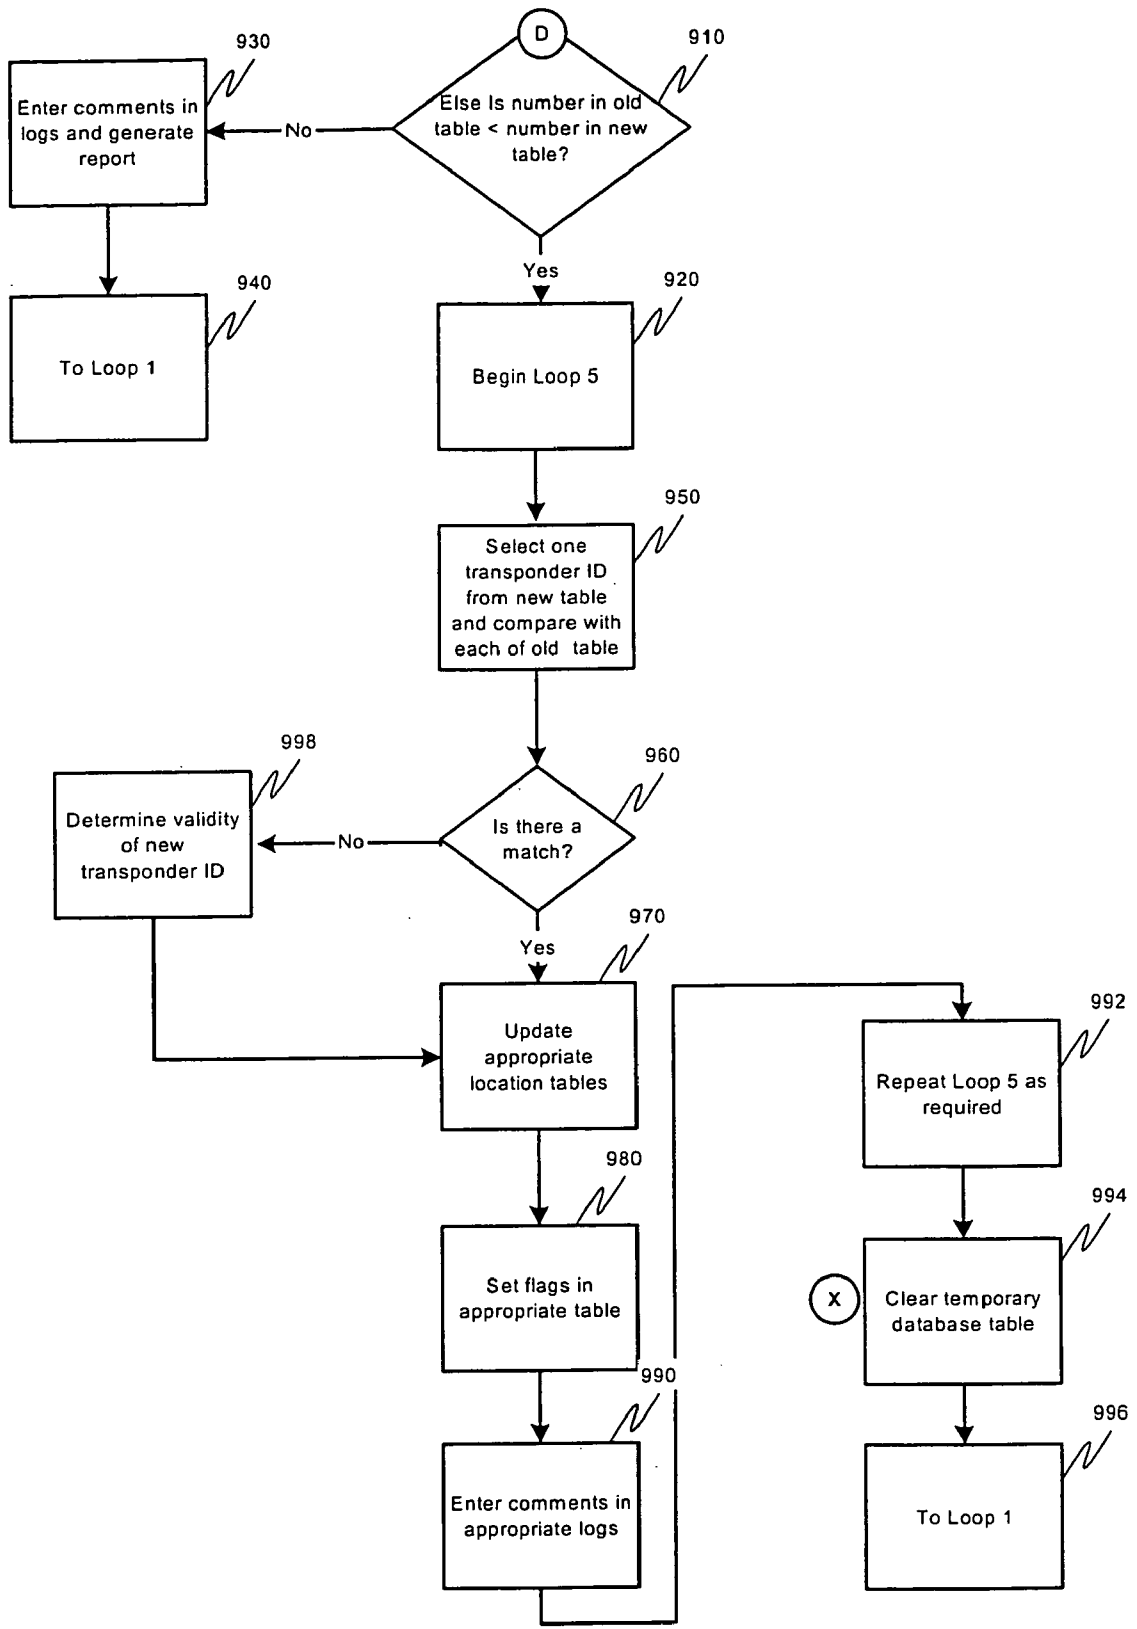 D
910
Else Is number in old
table < number in new
table?
930
Enter comments in
logs and generate
report
No
940
To Loop 1
Yes
920
Begin Loop 5
950
Select one
transponder ID
from new table
and compare with
each of old table
960
Is there a
match?
No
998
Determine validity
of new
transponder ID
Yes
970
Update
appropriate
location tables
980
Set flags in
appropriate table
990
Enter comments in
appropriate logs
992
Repeat Loop 5 as
required
994
X
Clear temporary
database table
996
To Loop 1